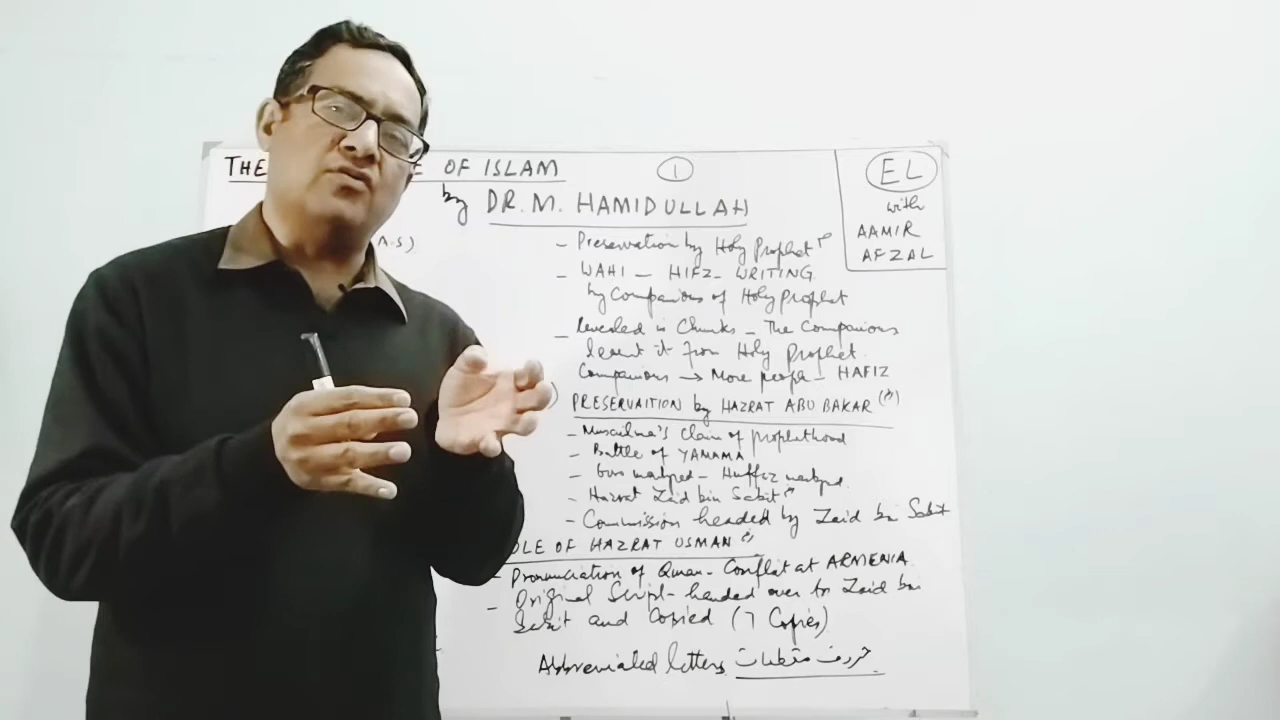 THE E OF ISLAM
1
by DR. M. HAMIDULLAH
EL
with
AAMIR
AFZAL
A.S)
- Preservation by Holy Prophet
- WAHI - HIFZ - WRITING
by Companions of Holy Prophet
- Revealed in Chunks - The Companions
learnt it from Holy Prophet
Companions → More people - HAFIZ
PRESERVAITION by HAZRAT ABU BAKAR (رض)
- Musailma's Claim of prophethood
- Battle of YAMAMA
- martyred - Huffiz martyred
- Hazrat Zaid bin Sabit
- Commission headed by Zaid bin Sabit
OLE OF HAZRAT USMAN
- Pronunciation of Quran - Conflict at ARMENIA
- Original Script - handed over to Zaid bin
Sabit and Copied (7 Copies)
Abbreviated letters حروف مقطعات